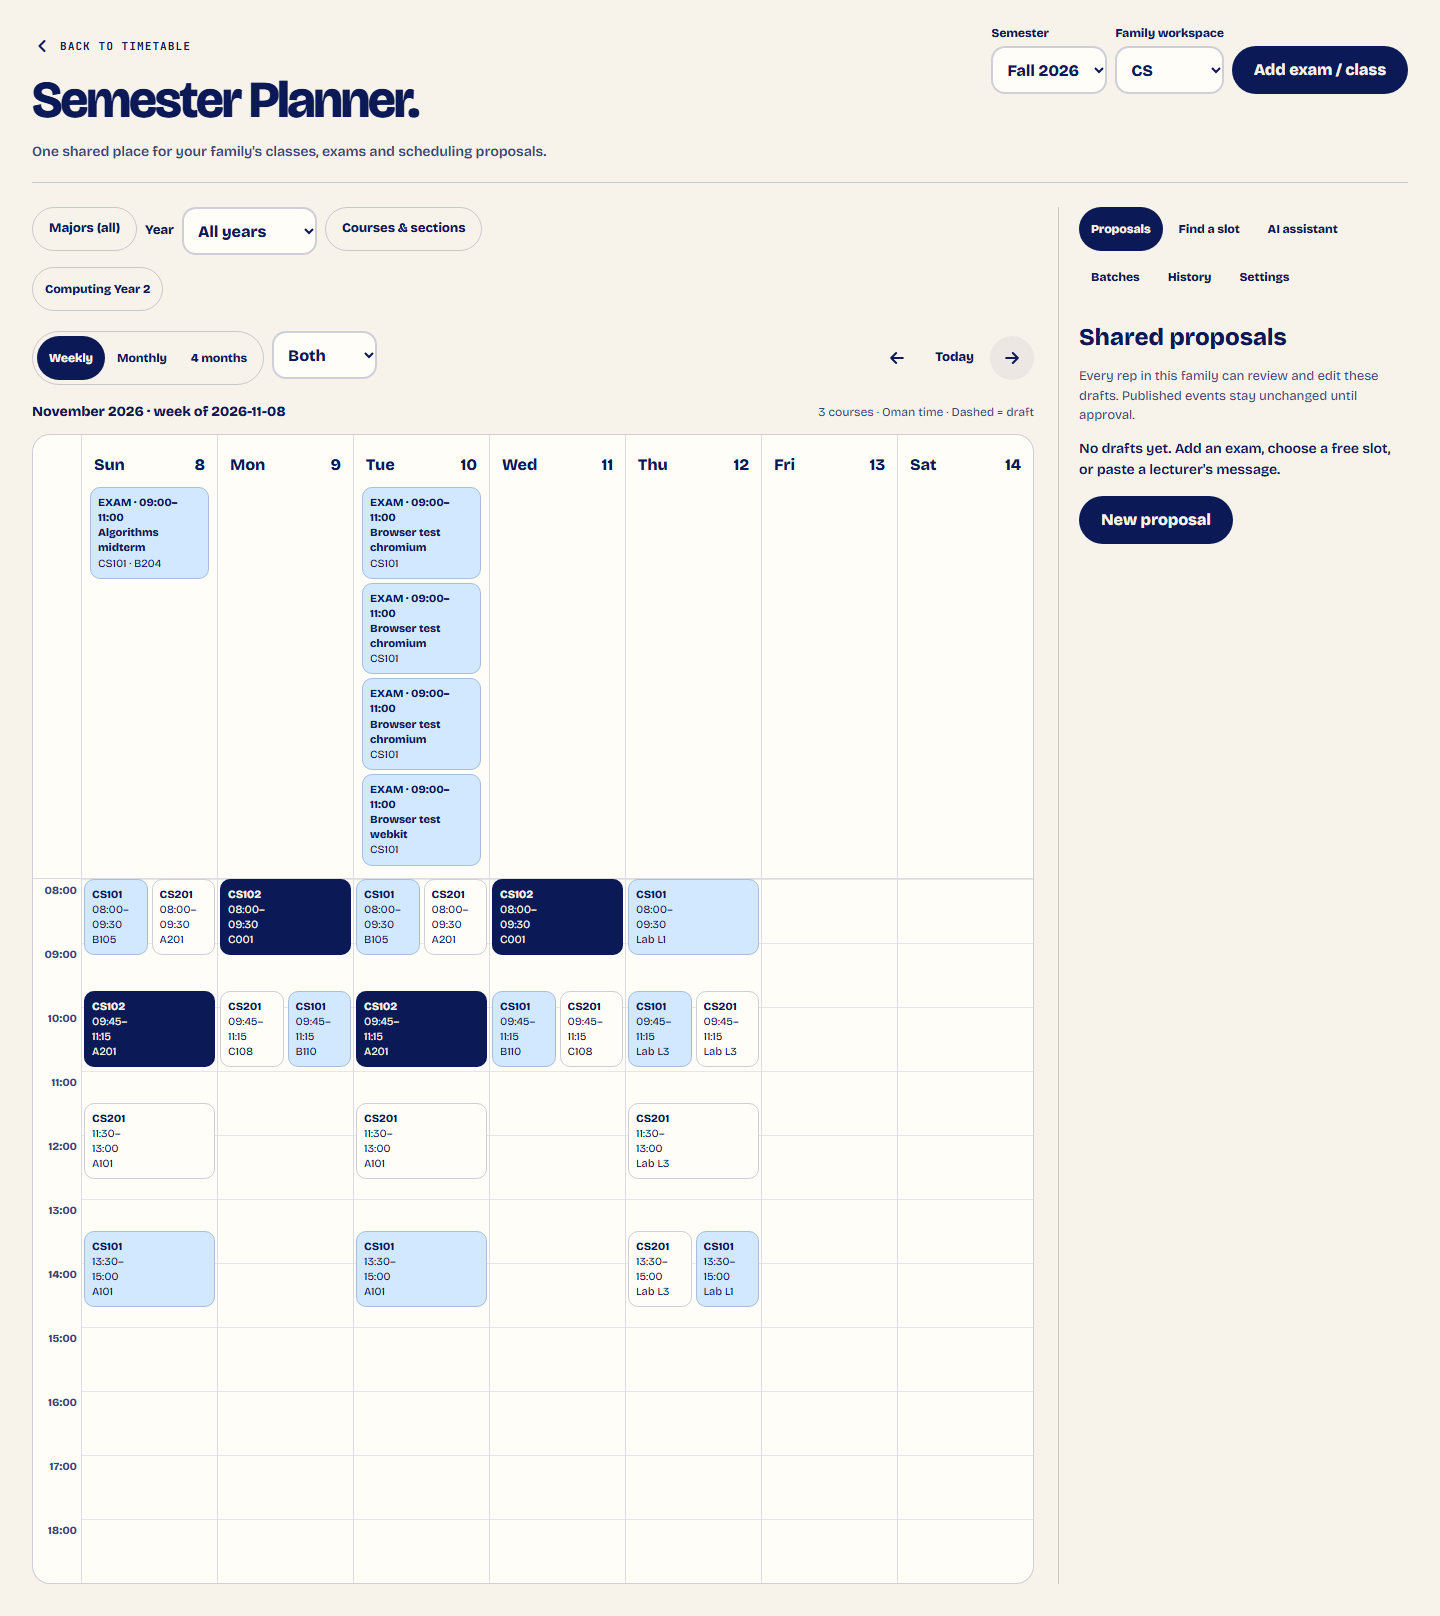 BACK TO TIMETABLE
Semester Planner.
One shared place for your family's classes, exams and scheduling proposals.
Semester
Family workspace
Fall 2026
CS
Add exam / class
Majors (all)
Year
All years
Courses & sections
Computing Year 2
Weekly
Monthly
4 months
Both
Today
November 2026 · week of 2026-11-08
3 courses · Oman time · Dashed = draft
Sun 8
Mon 9
Tue 10
Wed 11
Thu 12
Fri 13
Sat 14
EXAM · 09:00–
11:00
Algorithms
midterm
CS101 · B204
EXAM · 09:00–
11:00
Browser test
chromium
CS101
EXAM · 09:00–
11:00
Browser test
chromium
CS101
EXAM · 09:00–
11:00
Browser test
chromium
CS101
EXAM · 09:00–
11:00
Browser test
webkit
CS101
08:00
CS101
08:00–
09:30
B105
CS201
08:00–
09:30
A201
CS102
08:00–
09:30
C001
CS101
08:00–
09:30
B105
CS201
08:00–
09:30
A201
CS102
08:00–
09:30
C001
CS101
08:00–
09:30
Lab L1
09:00
CS102
09:45–
11:15
A201
CS201
09:45–
11:15
C108
CS101
09:45–
11:15
B110
CS102
09:45–
11:15
A201
CS101
09:45–
11:15
B110
CS201
09:45–
11:15
C108
CS101
09:45–
11:15
Lab L3
CS201
09:45–
11:15
Lab L3
10:00
11:00
CS201
11:30–
13:00
A101
CS201
11:30–
13:00
A101
CS201
11:30–
13:00
Lab L3
12:00
13:00
CS101
13:30–
15:00
A101
CS101
13:30–
15:00
A101
CS201
13:30–
15:00
Lab L3
CS101
13:30–
15:00
Lab L1
14:00
15:00
16:00
17:00
18:00
Proposals
Find a slot
AI assistant
Batches
History
Settings
Shared proposals
Every rep in this family can review and edit these
drafts. Published events stay unchanged until
approval.
No drafts yet. Add an exam, choose a free slot,
or paste a lecturer's message.
New proposal